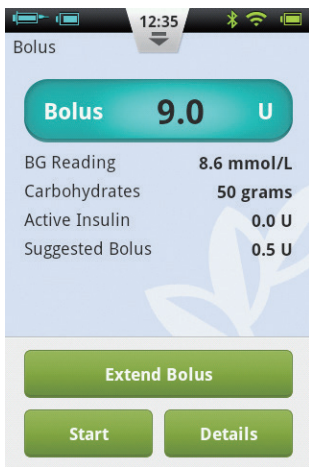 12:35
Bolus
Bolus 9.0 U
BG Reading 8.6 mmol/L
Carbohydrates 50 grams
Active Insulin 0.0 U
Suggested Bolus 0.5 U
Extend Bolus
Start Details